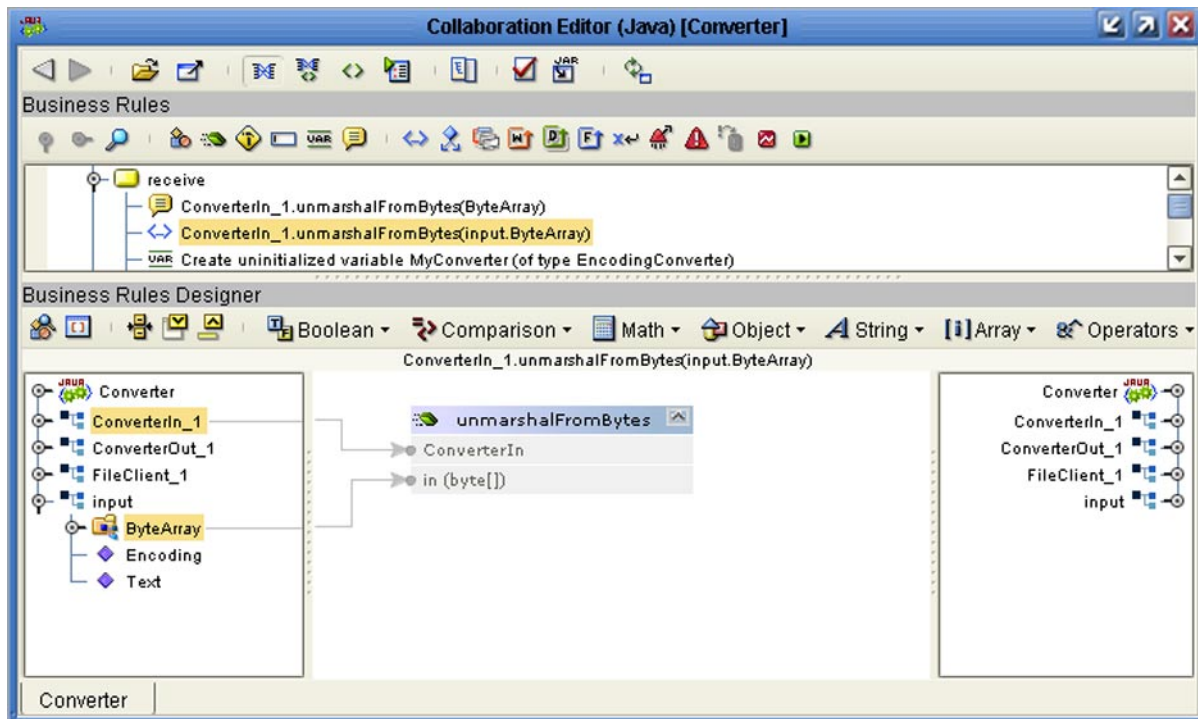 Collaboration Editor (Java) [Converter]
Business Rules
receive
ConverterIn_1.unmarshalFromBytes(ByteArray)
ConverterIn_1.unmarshalFromBytes(input.ByteArray)
VAR Create uninitialized variable MyConverter (of type EncodingConverter)
Business Rules Designer
Boolean Comparison Math Object String Array Operators
ConverterIn_1.unmarshalFromBytes(input.ByteArray)
Converter
ConverterIn_1
ConverterOut_1
FileClient_1
input
ByteArray
Encoding
Text
unmarshalFromBytes
ConverterIn
in (byte[])
Converter
ConverterIn_1
ConverterOut_1
FileClient_1
input
Converter